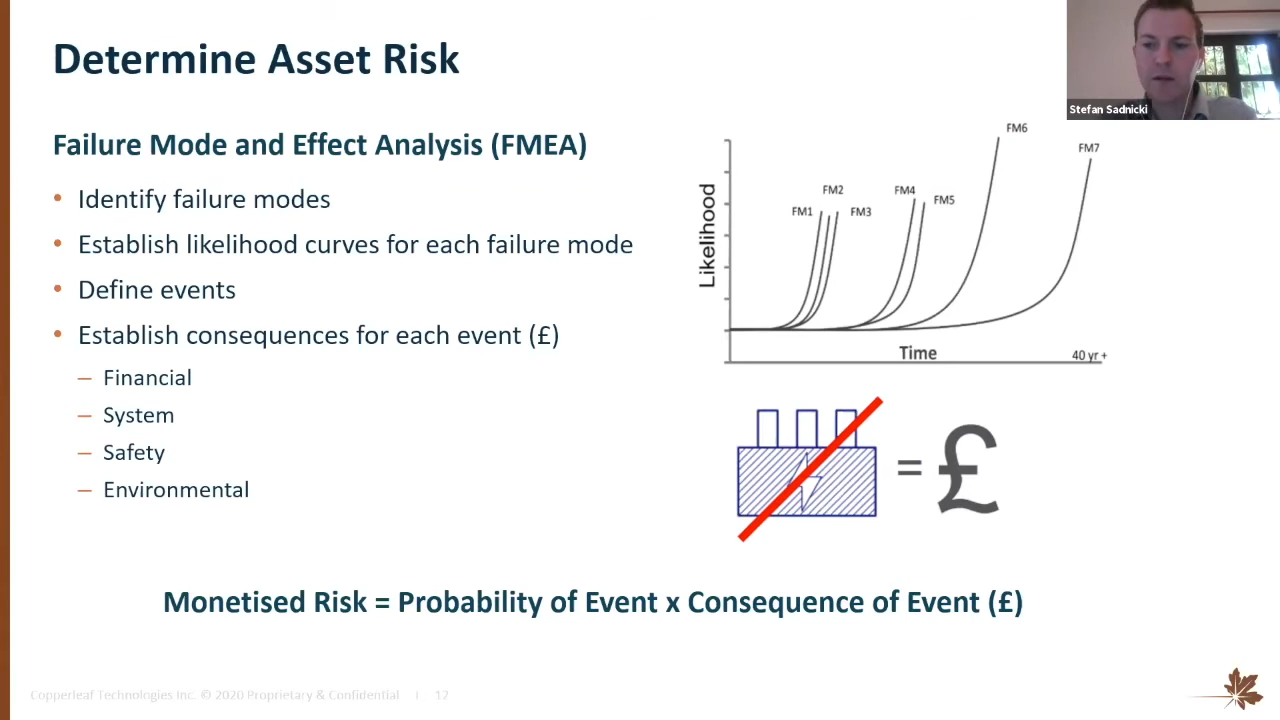 Determine Asset Risk
Stefan Sadnicki
Failure Mode and Effect Analysis (FMEA)
• Identify failure modes
• Establish likelihood curves for each failure mode
• Define events
• Establish consequences for each event (£)
– Financial
– System
– Safety
– Environmental
FM6
FM7
FM2
FM4
FM1
FM3
FM5
Likelihood
Time
40 yr +
= £
Monetised Risk = Probability of Event x Consequence of Event (£)
Copperleaf Technologies Inc. © 2020 Proprietary & Confidential | 12